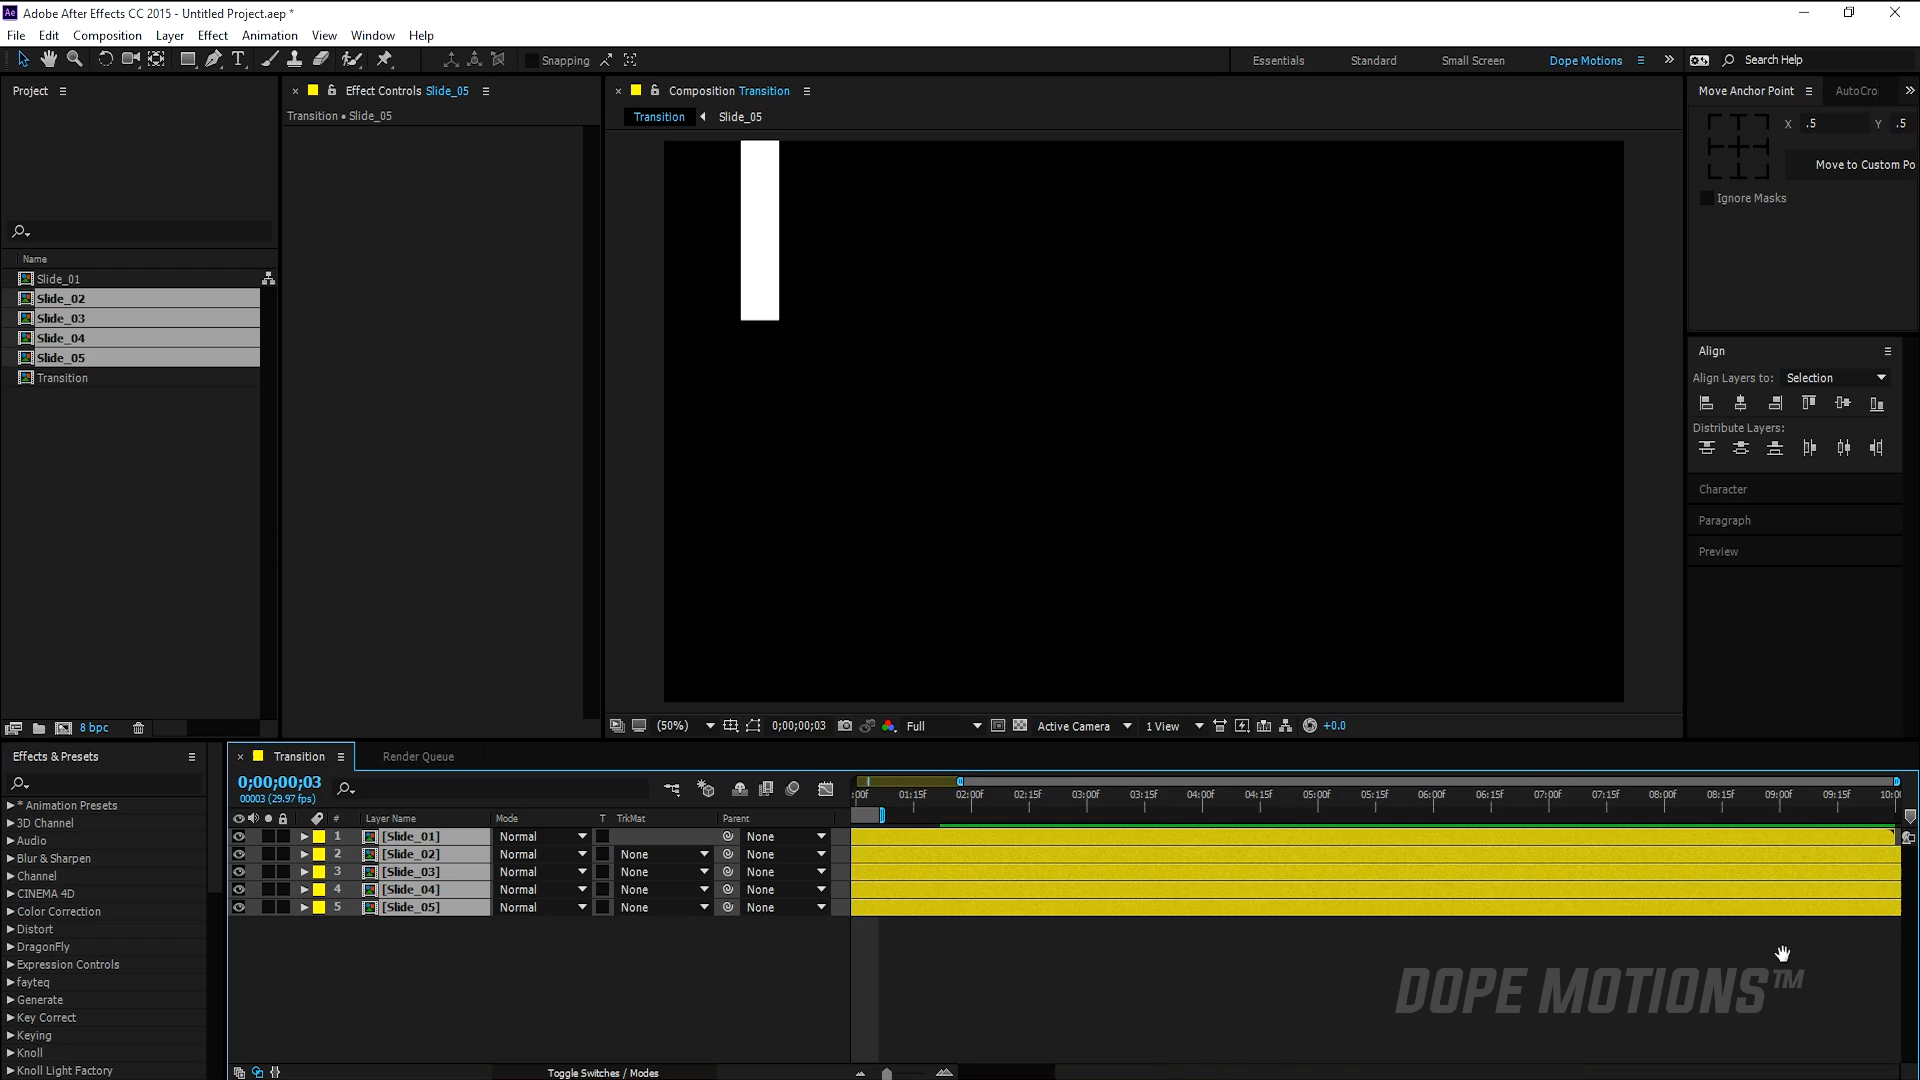 Adobe After Effects CC 2015 - Untitled Project.aep *
File Edit Composition Layer Effect Animation View Window Help
Snapping Essentials Standard Small Screen Dope Motions Search Help
Project
Effect Controls Slide_05
Transition • Slide_05
Composition Transition
Transition Slide_05
Move Anchor Point AutoCro
X .5 Y .5
Move to Custom Po
Ignore Masks
Name
Slide_01
Slide_02
Slide_03
Slide_04
Slide_05
Transition
Align
Align Layers to: Selection
Distribute Layers:
Character
Paragraph
Preview
8 bpc
(50%) 0;00;00;03 Full Active Camera 1 View +0.0
Effects & Presets
* Animation Presets
3D Channel
Audio
Blur & Sharpen
Channel
CINEMA 4D
Color Correction
Distort
DragonFly
Expression Controls
fayteq
Generate
Key Correct
Keying
Knoll
Knoll Light Factory
Transition Render Queue
0;00;00;03
00003 (29.97 fps)
:00f 01:15f 02:00f 02:15f 03:00f 03:15f 04:00f 04:15f 05:00f 05:15f 06:00f 06:15f 07:00f 07:15f 08:00f 08:15f 09:00f 09:15f 10:0
# Layer Name Mode T TrkMat Parent
1 [Slide_01] Normal None
2 [Slide_02] Normal None None
3 [Slide_03] Normal None None
4 [Slide_04] Normal None None
5 [Slide_05] Normal None None
DOPE MOTIONS™
Toggle Switches / Modes